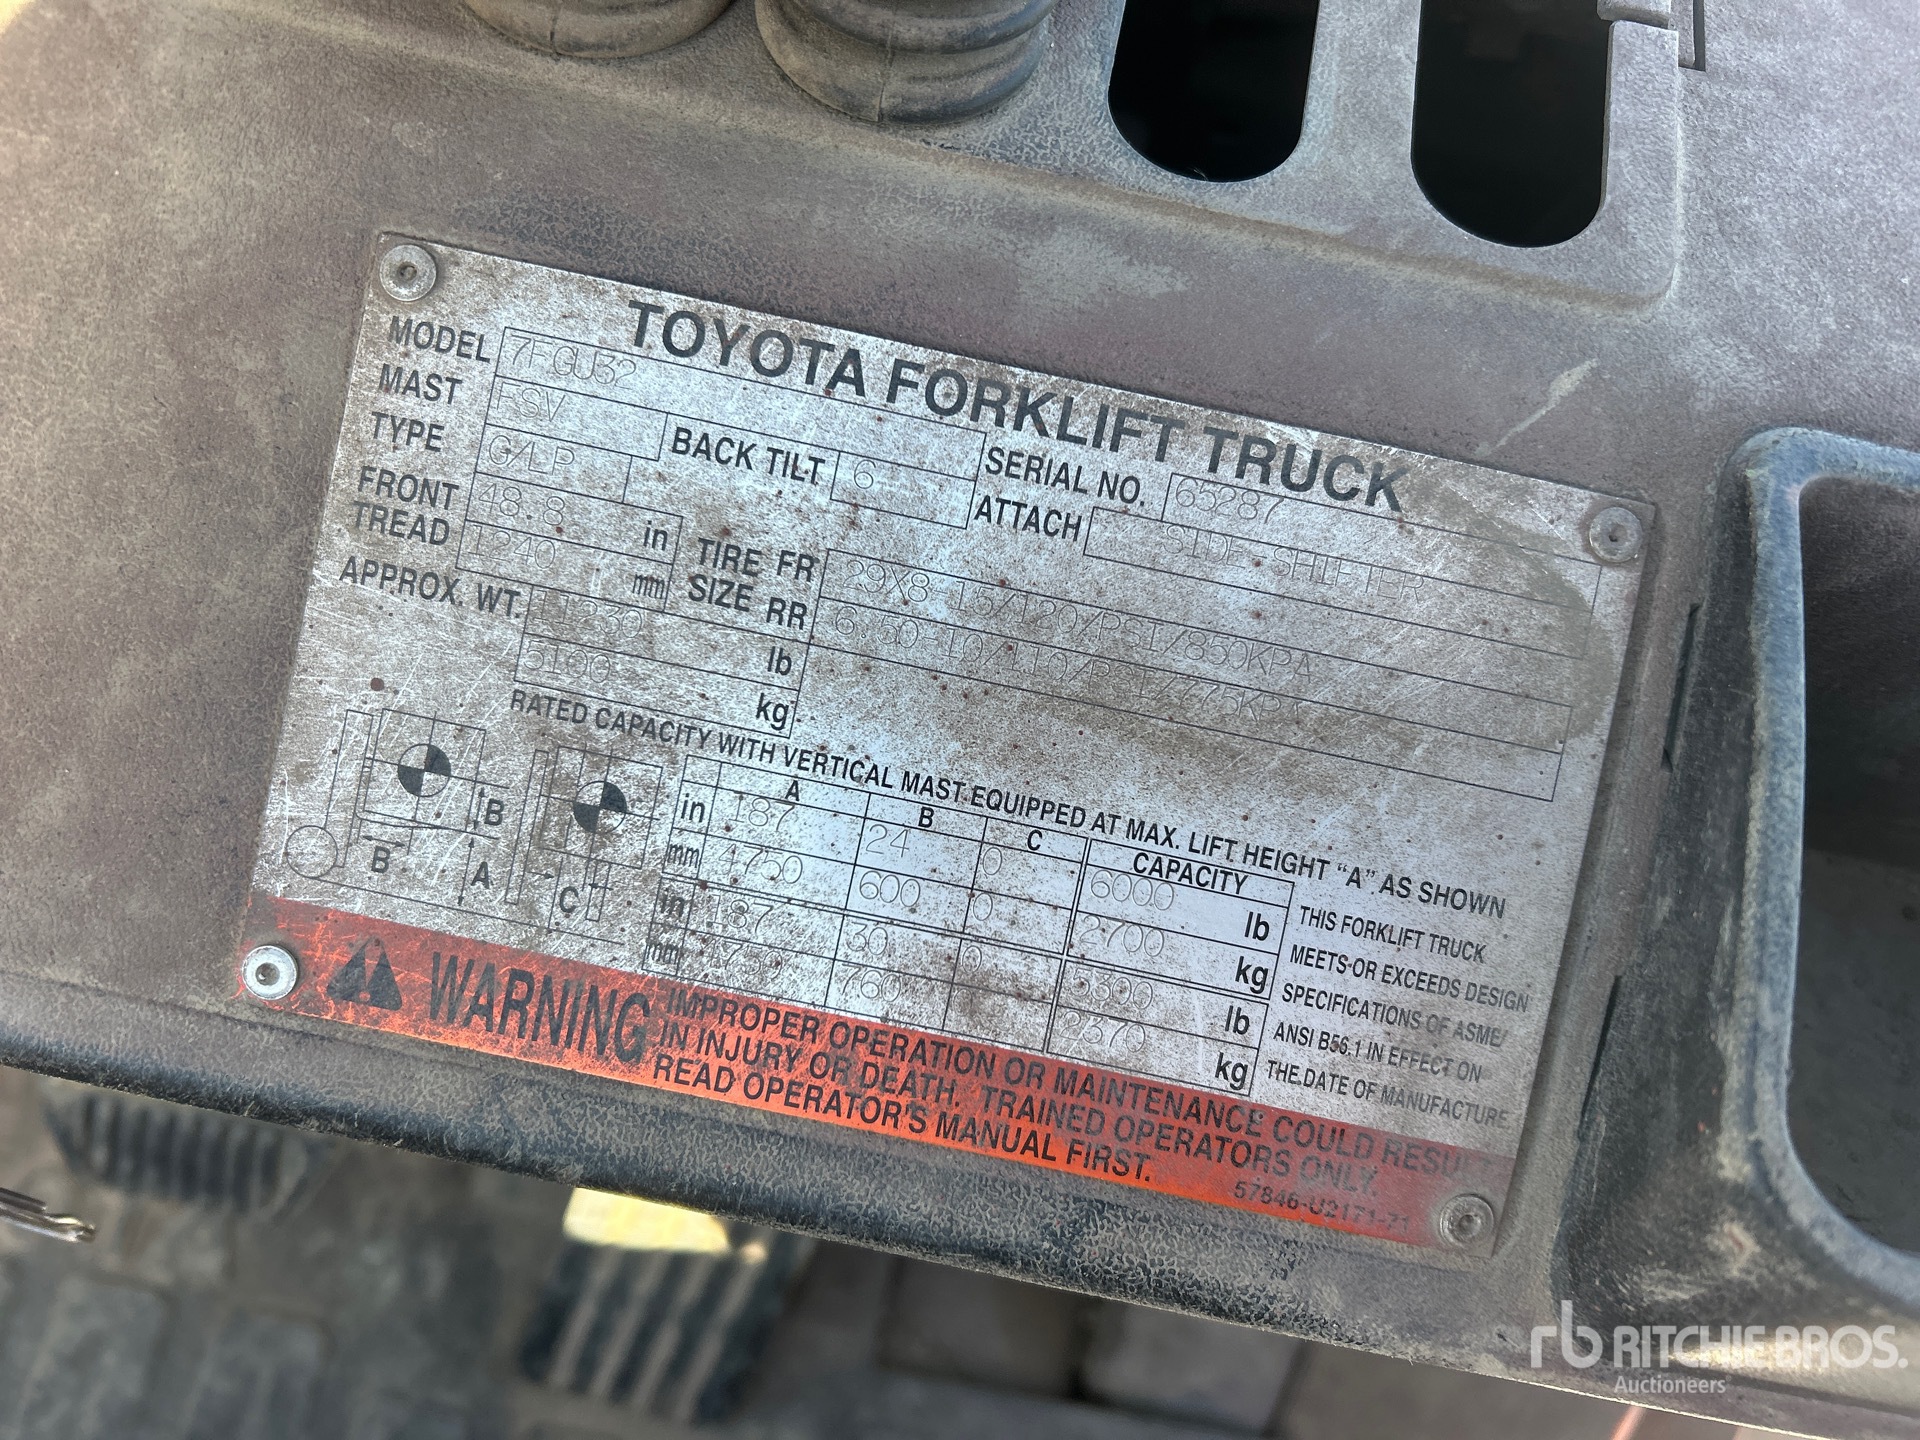 TOYOTA FORKLIFT TRUCK
MODEL 7FGU32 SERIAL NO. 65287
MAST FSV BACK TILT 6 ATTACH SIDE-SHIFTER
TYPE G/LP
FRONT TREAD 48.8 in TIRE SIZE FR 29X8-15/120/PSI/850KPA
1240 mm RR 6.50-10/110/PSI/775KPA
APPROX. WT. 11230 lb
5100 kg
RATED CAPACITY WITH VERTICAL MAST EQUIPPED AT MAX. LIFT HEIGHT "A" AS SHOWN
A B C CAPACITY
in 187 24 0 6000 lb
mm 4750 600 0 2700 kg
in 187 30 0 5300 lb
mm 4750 760 2370 kg
B
B A C
THIS FORKLIFT TRUCK
MEETS OR EXCEEDS DESIGN
SPECIFICATIONS OF ASME/
ANSI B56.1 IN EFFECT ON
THE DATE OF MANUFACTURE
WARNING
IMPROPER OPERATION OR MAINTENANCE COULD RESULT
IN INJURY OR DEATH. TRAINED OPERATORS ONLY.
READ OPERATOR'S MANUAL FIRST.
57846-U2171-71
rb RITCHIE BROS.
Auctioneers